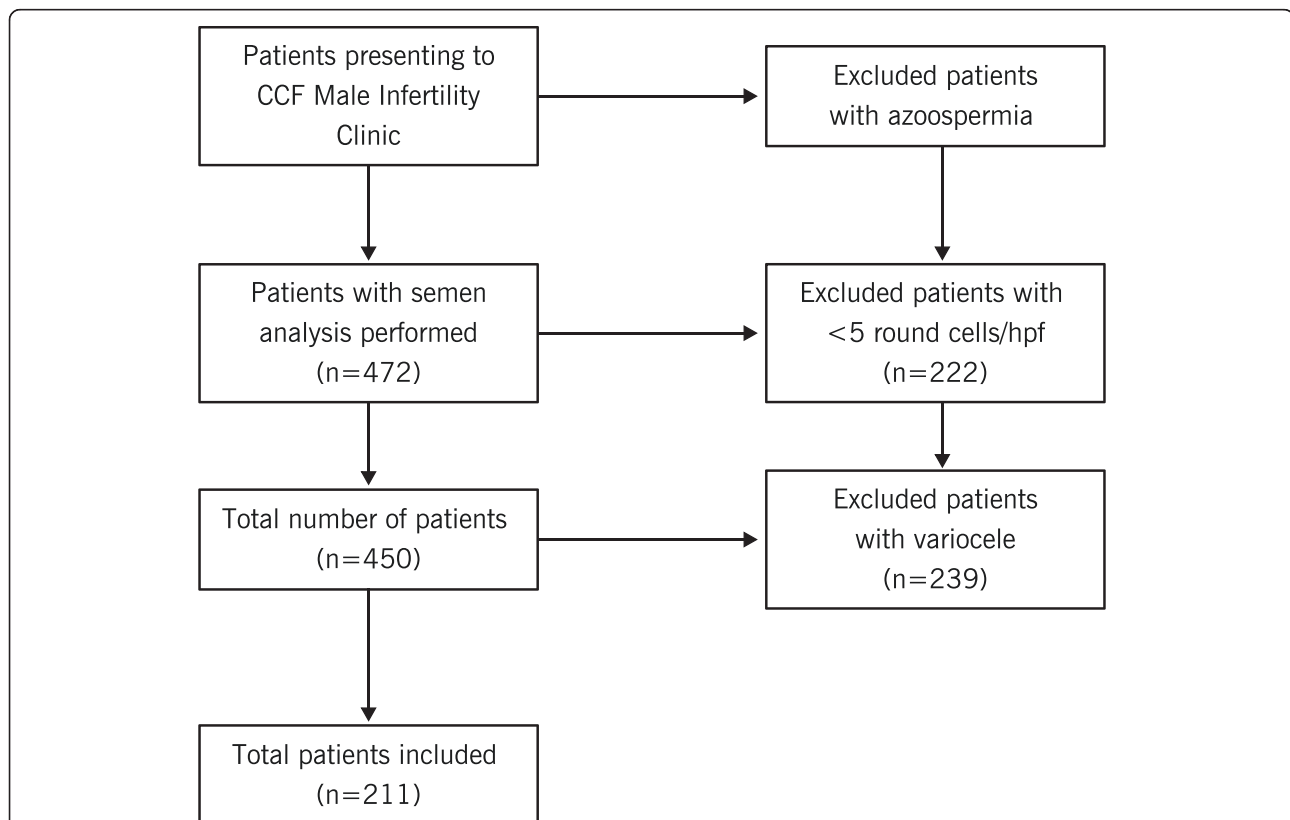 Patients presenting to
CCF Male Infertility
Clinic
Excluded patients
with azoospermia
Patients with semen
analysis performed
(n=472)
Excluded patients with
<5 round cells/hpf
(n=222)
Total number of patients
(n=450)
Excluded patients
with variocele
(n=239)
Total patients included
(n=211)